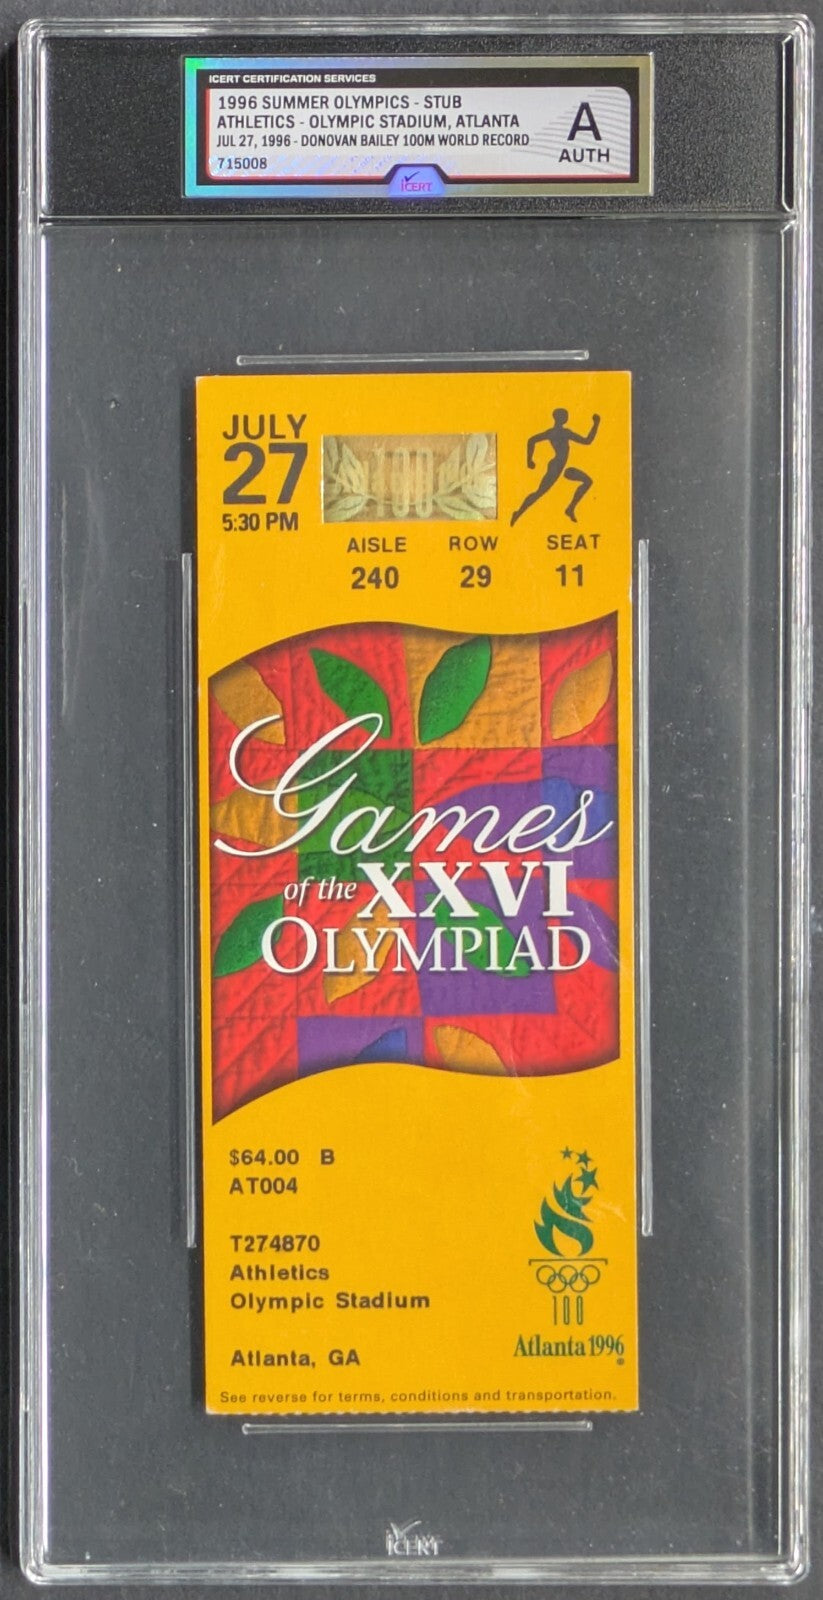 ICERT CERTIFICATION SERVICES
1996 SUMMER OLYMPICS - STUB
ATHLETICS - OLYMPIC STADIUM, ATLANTA
JUL 27, 1996 - DONOVAN BAILEY 100M WORLD RECORD
715008
A
AUTH
ICERT
JULY
27
5:30 PM
100
AISLE ROW SEAT
240 29 11
Games
of the XXVI
OLYMPIAD
$64.00 B
AT004
T274870
Athletics
Olympic Stadium
Atlanta, GA
100
Atlanta 1996
See reverse for terms, conditions and transportation.
ICERT